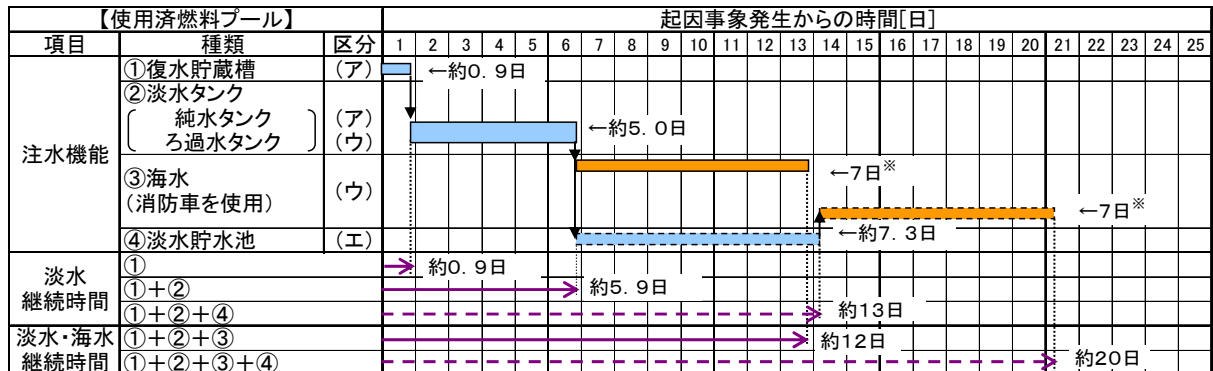 【使用済燃料プール】 起因事象発生からの時間[日]
項目 種類 区分 1 2 3 4 5 6 7 8 9 10 11 12 13 14 15 16 17 18 19 20 21 22 23 24 25
注水機能
①復水貯蔵槽 (ア) ←約0.9日
②淡水タンク
純水タンク (ア) ←約5.0日
ろ過水タンク (ウ)
③海水 ←7日※
(消防車を使用) (ウ) ←7日※
④淡水貯水池 (エ) ←約7.3日
淡水
継続時間
① 約0.9日
①+② 約5.9日
①+②+④ 約13日
淡水・海水
継続時間
①+②+③ 約12日
①+②+③+④ 約20日